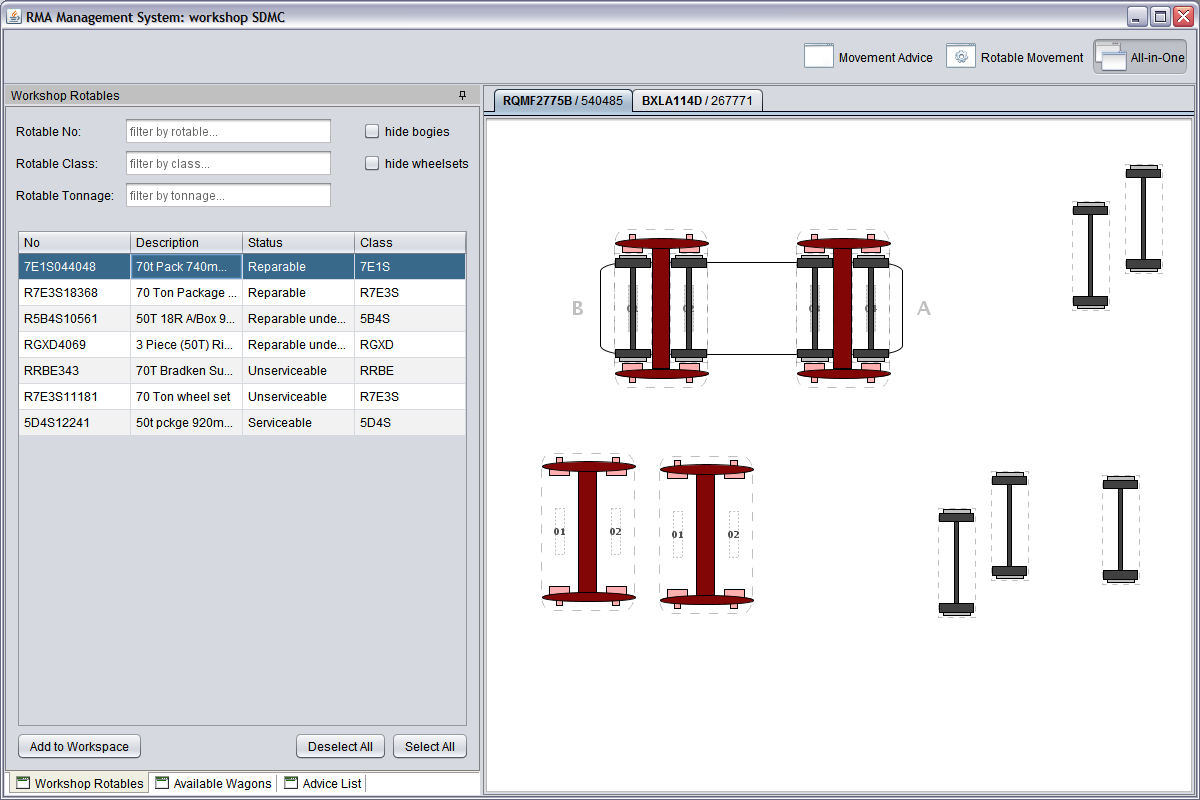 RMA Management System: workshop SDMC
Movement Advice
Rotable Movement
All-in-One
Workshop Rotables
Rotable No:
filter by rotable...
hide bogies
Rotable Class:
filter by class...
hide wheelsets
Rotable Tonnage:
filter by tonnage...
No Description Status Class
7E1S044048 70t Pack 740m... Reparable 7E1S
R7E3S18368 70 Ton Package ... Reparable R7E3S
R5B4S10561 50T 18R A/Box 9... Reparable unde... 5B4S
RGXD4069 3 Piece (50T) Ri... Reparable unde... RGXD
RRBE343 70T Bradken Su... Unserviceable RRBE
R7E3S11181 70 Ton wheel set Unserviceable R7E3S
5D4S12241 50t pckge 920m... Serviceable 5D4S
Add to Workspace
Deselect All
Select All
Workshop Rotables
Available Wagons
Advice List
RQMF2775B / 540485
BXLA114D / 267771
B
A
01 02
01 02